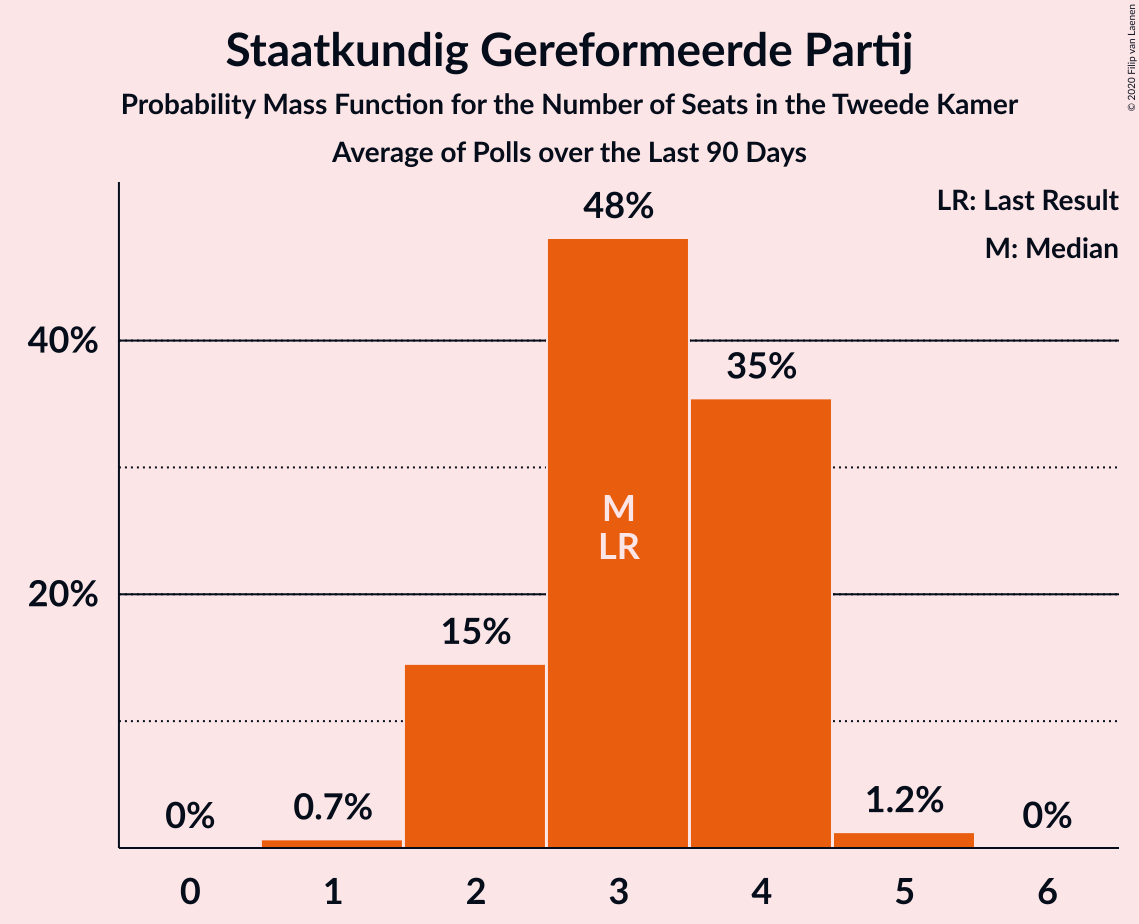 Staatkundig Gereformeerde Partij
Probability Mass Function for the Number of Seats in the Tweede Kamer
Average of Polls over the Last 90 Days
© 2020 Filip van Laenen
LR: Last Result
M: Median
48%
40%
35%
M
LR
20%
15%
0%
0.7%
1.2%
0%
0 1 2 3 4 5 6